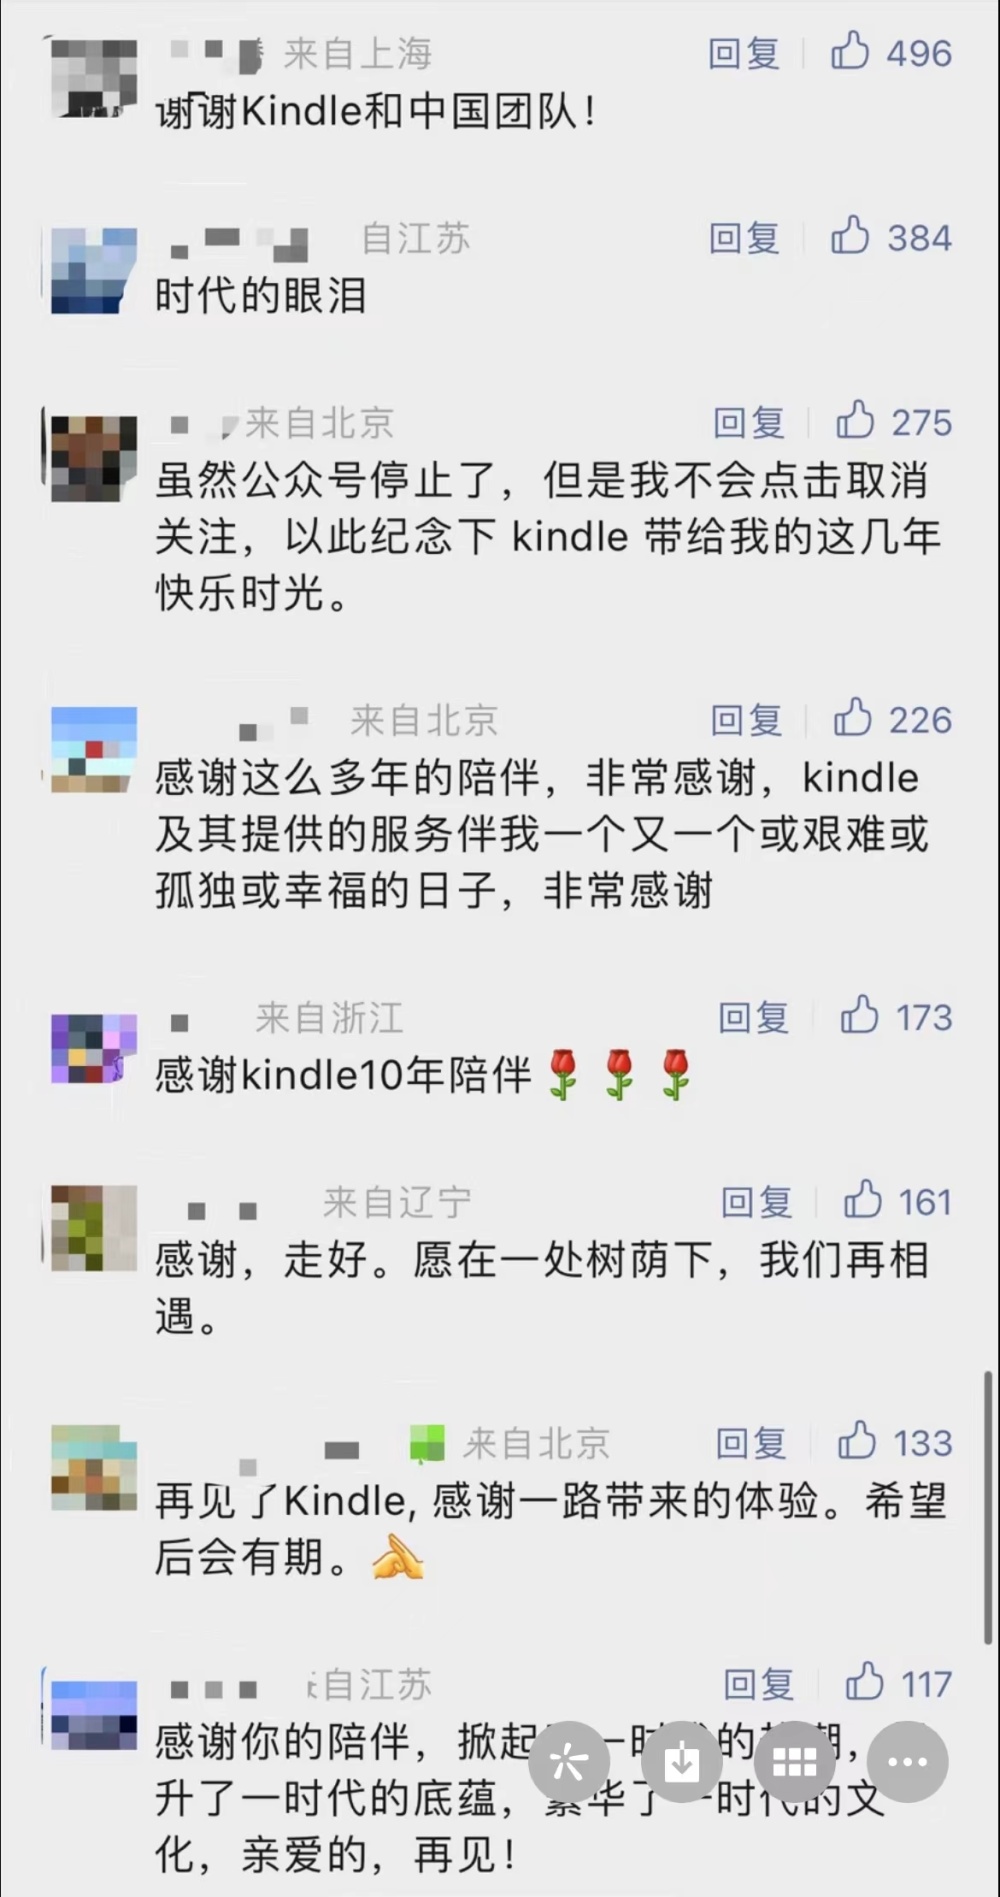 来自上海 回复 496
谢谢Kindle和中国团队！
自江苏 回复 384
时代的眼泪
来自北京 回复 275
虽然公众号停止了，但是我不会点击取消
关注，以此纪念下 kindle 带给我的这几年
快乐时光。
来自北京 回复 226
感谢这么多年的陪伴，非常感谢，kindle
及其提供的服务伴我一个又一个或艰难或
孤独或幸福的日子，非常感谢
来自浙江 回复 173
感谢kindle10年陪伴🌹🌹🌹
来自辽宁 回复 161
感谢，走好。愿在一处树荫下，我们再相
遇。
来自北京 回复 133
再见了Kindle, 感谢一路带来的体验。希望
后会有期。
自江苏 回复 117
感谢你的陪伴，掀起 一时 的 潮，
升了一时代的底蕴，繁华了一时代的文
化，亲爱的，再见！